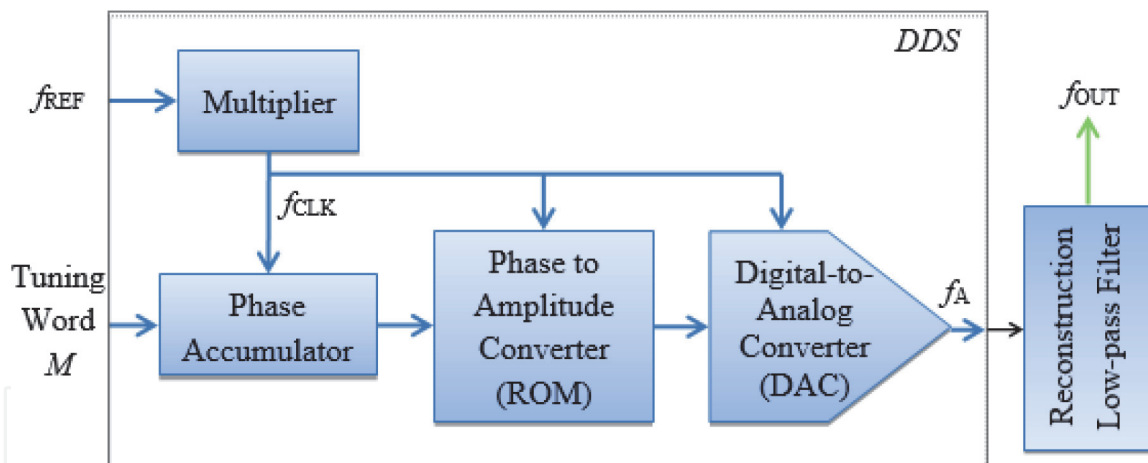 DDS
fREF
Multiplier
fOUT
fCLK
Tuning
Word
M
Phase
Accumulator
Phase to
Amplitude
Converter
(ROM)
Digital-to-
Analog
Converter
(DAC)
fA
Reconstruction
Low-pass Filter